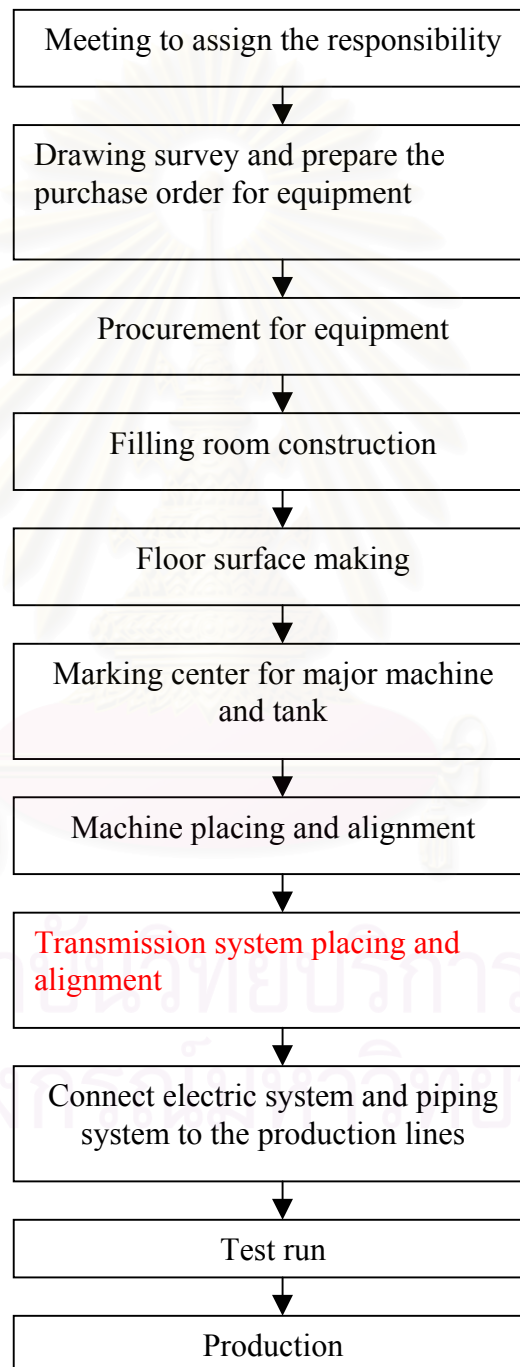 Meeting to assign the responsibility
Drawing survey and prepare the
purchase order for equipment
Procurement for equipment
Filling room construction
Floor surface making
Marking center for major machine
and tank
Machine placing and alignment
Transmission system placing and
alignment
Connect electric system and piping
system to the production lines
Test run
Production